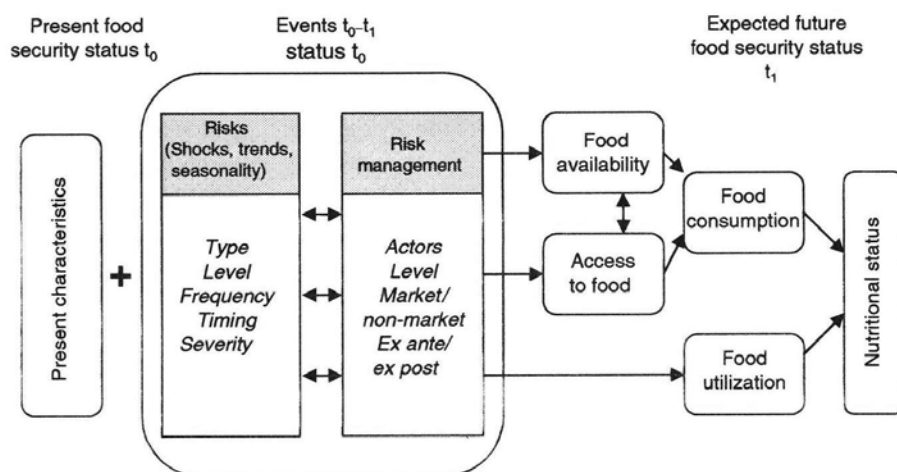 Present food
security status t0
Events t0–t1
status t0
Expected future
food security status
t1
Present characteristics
+
Risks
(Shocks, trends,
seasonality)
Type
Level
Frequency
Timing
Severity
Risk
management
Actors
Level
Market/
non-market
Ex ante/
ex post
Food
availability
Access
to food
Food
consumption
Food
utilization
Nutritional status